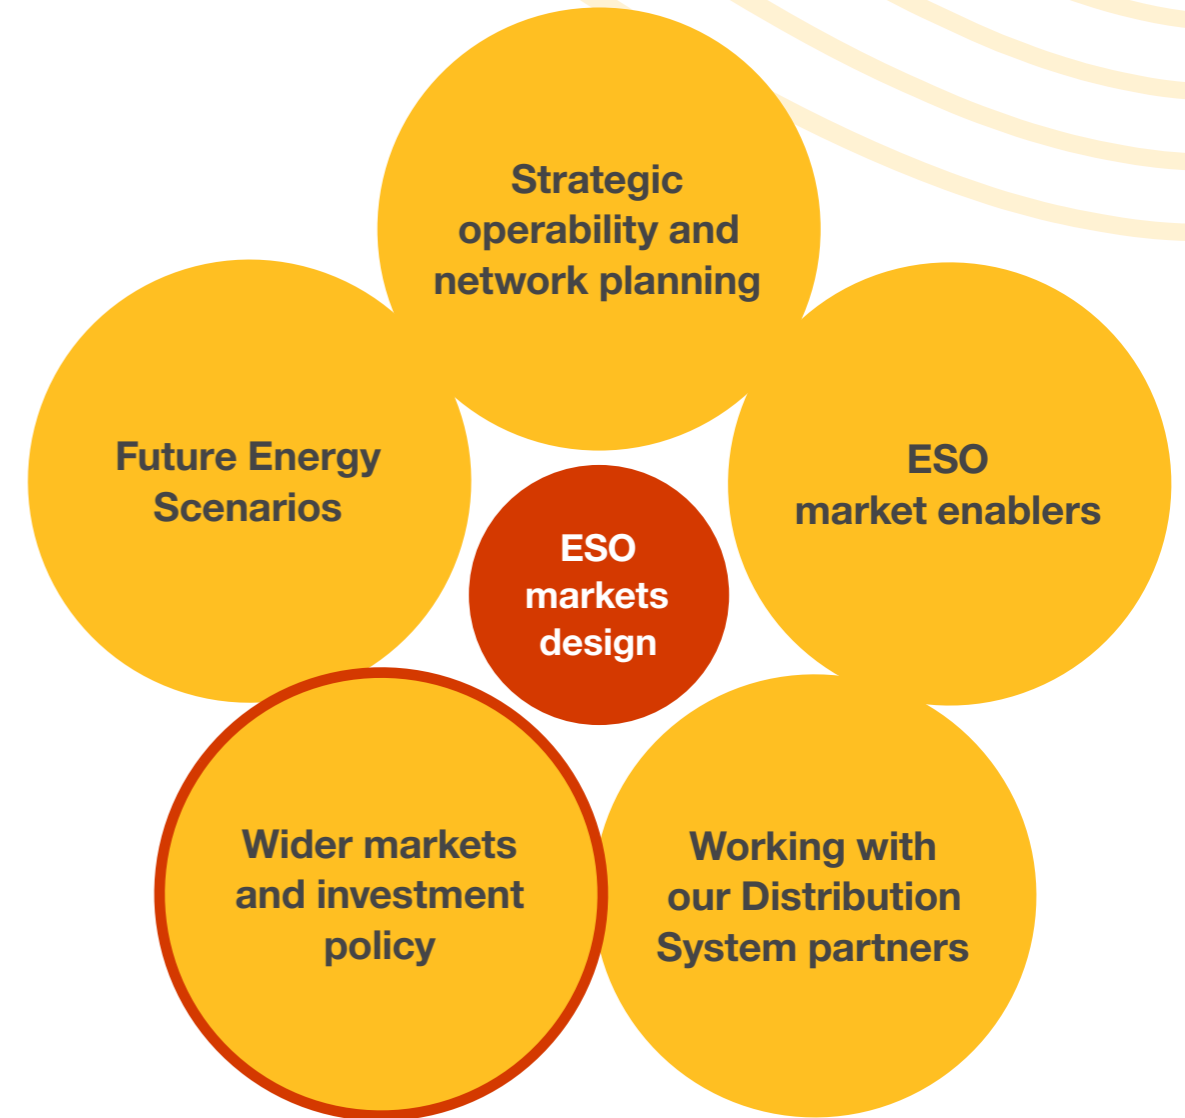 Strategic
operability and
network planning
Future Energy
Scenarios
ESO
market enablers
ESO
markets
design
Wider markets
and investment
policy
Working with
our Distribution
System partners